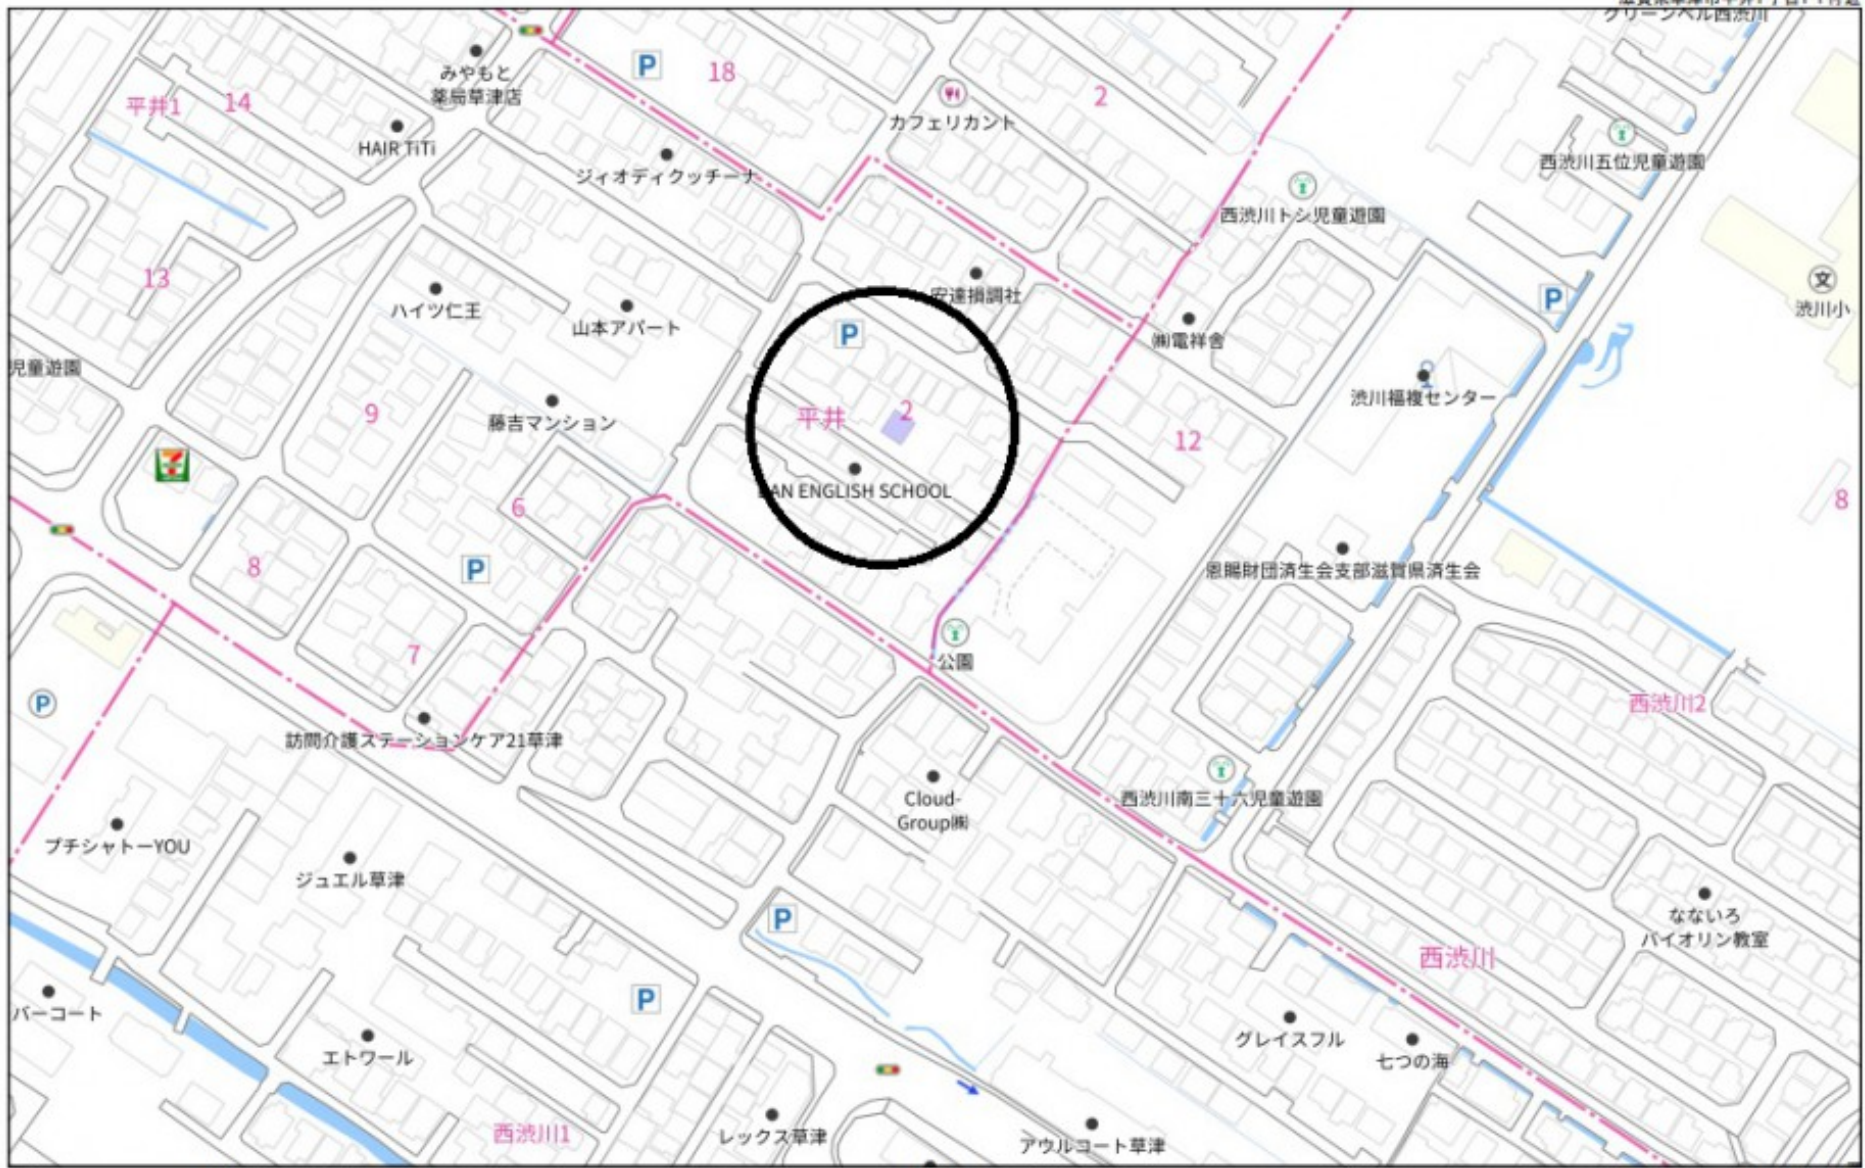 グリーンベル西渋川
みやもと
薬局草津店
P
18
2
平井1
14
カフェリカント
HAIR TiTi
ジィオディクッチーナ
西渋川五位児童遊園
西渋川トシ児童遊園
13
ハイツ仁王
山本アパート
安達損調社
P
P
文
渋川小
㈱電祥舎
児童遊園
藤吉マンション
9
平井
2
渋川福複センター
12
AN ENGLISH SCHOOL
6
8
8
P
恩賜財団済生会支部滋賀県済生会
公園
7
P
西渋川2
訪問介護ステーションケア21草津
西渋川南三十六児童遊園
Cloud-
Group㈱
プチシャトーYOU
ジュエル草津
P
なないろ
バイオリン教室
西渋川
P
バーコート
エトワール
グレイスフル
七つの海
西渋川1
レックス草津
アウルコート草津